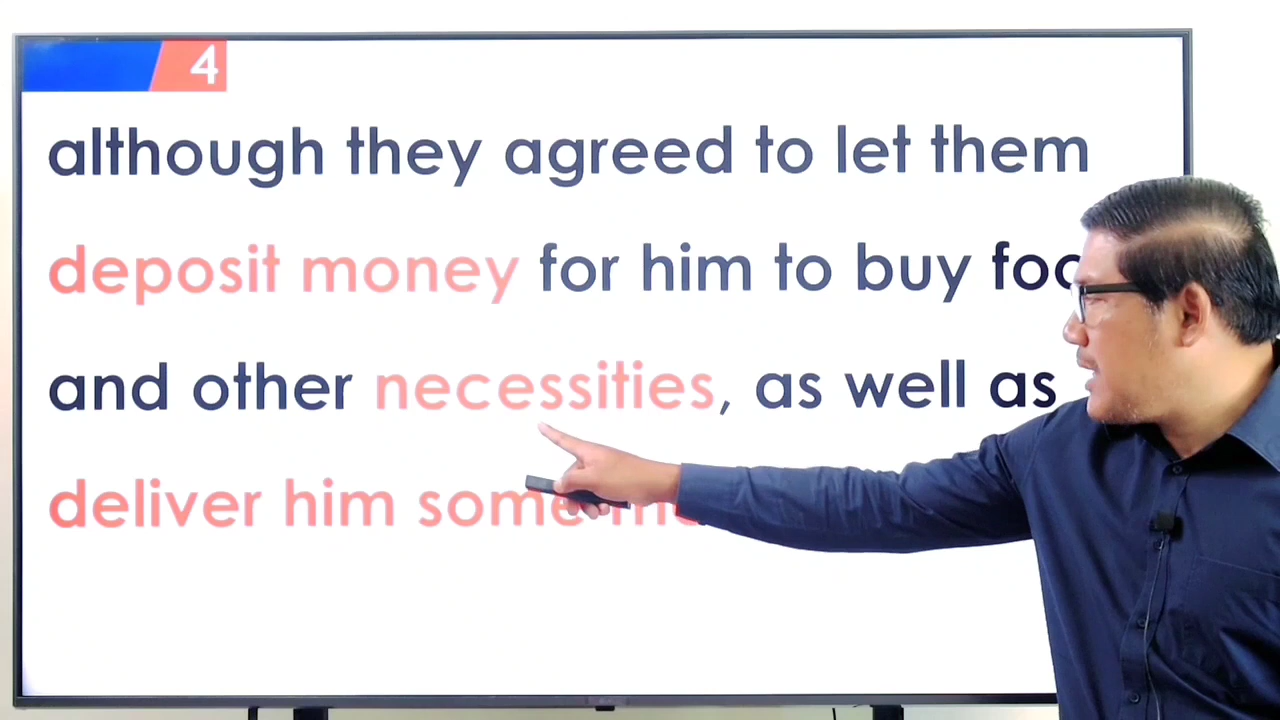 4
although they agreed to let them
deposit money for him to buy
and other necessities, as well as
deliver him some